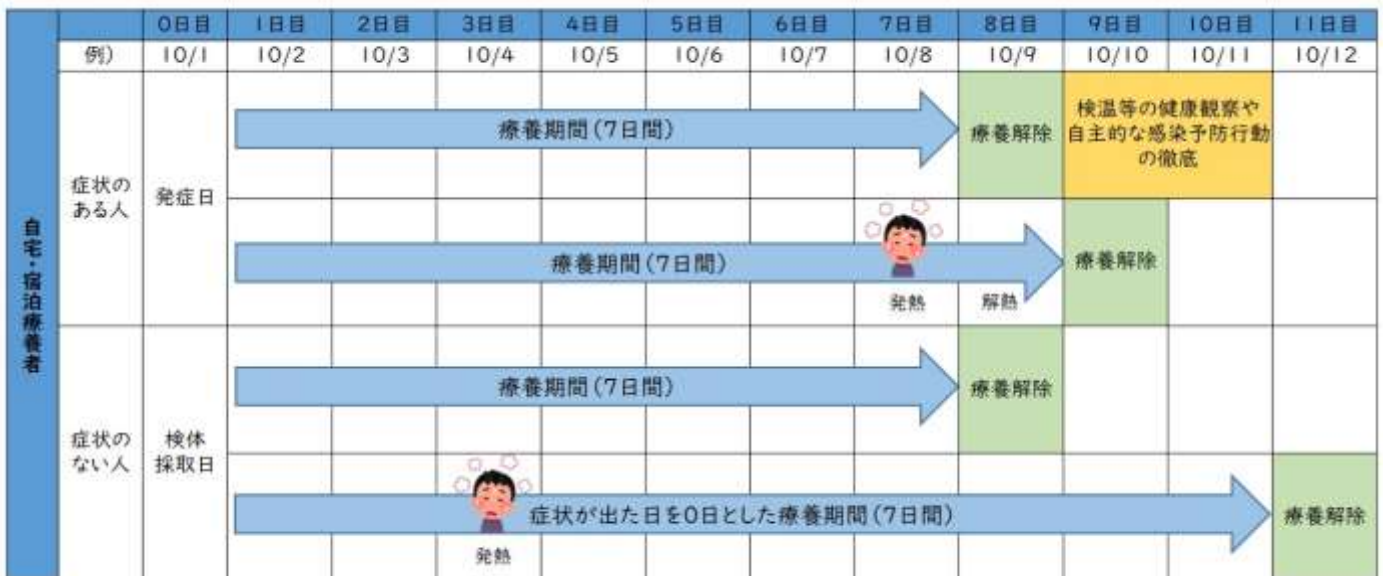 0日目 1日目 2日目 3日目 4日目 5日目 6日目 7日目 8日目 9日目 10日目 11日目
例) 10/1 10/2 10/3 10/4 10/5 10/6 10/7 10/8 10/9 10/10 10/11 10/12
自宅・宿泊療養者
症状の
ある人
発症日
療養期間(7日間)
療養解除
検温等の健康観察や
自主的な感染予防行動
の徹底
療養期間(7日間)
発熱
解熱
療養解除
症状の
ない人
検体
採取日
療養期間(7日間)
療養解除
発熱
症状が出た日を0日とした療養期間(7日間)
療養解除